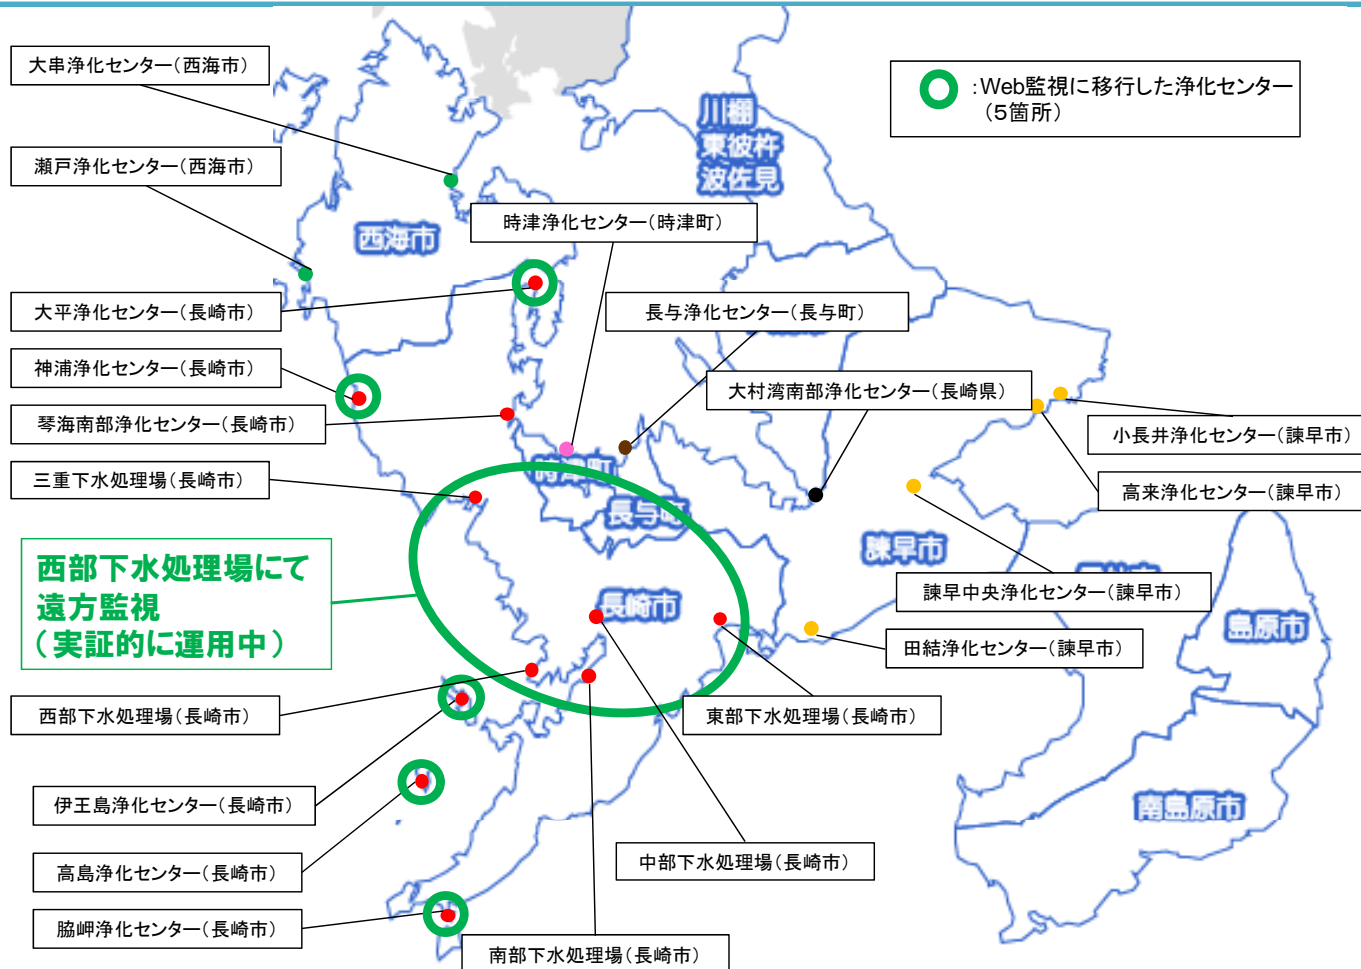 大串浄化センター(西海市)
:Web監視に移行した浄化センター
(5箇所)
川棚
東彼杵
波佐見
瀬戸浄化センター(西海市)
時津浄化センター(時津町)
西海市
大平浄化センター(長崎市)
長与浄化センター(長与町)
神浦浄化センター(長崎市)
大村湾南部浄化センター(長崎県)
琴海南部浄化センター(長崎市)
小長井浄化センター(諫早市)
三重下水処理場(長崎市)
時津町
高来浄化センター(諫早市)
長与町
諫早市
西部下水処理場にて
遠方監視
(実証的に運用中)
長崎市
諫早中央浄化センター(諫早市)
島原市
田結浄化センター(諫早市)
西部下水処理場(長崎市)
東部下水処理場(長崎市)
伊王島浄化センター(長崎市)
南島原市
高島浄化センター(長崎市)
中部下水処理場(長崎市)
脇岬浄化センター(長崎市)
南部下水処理場(長崎市)